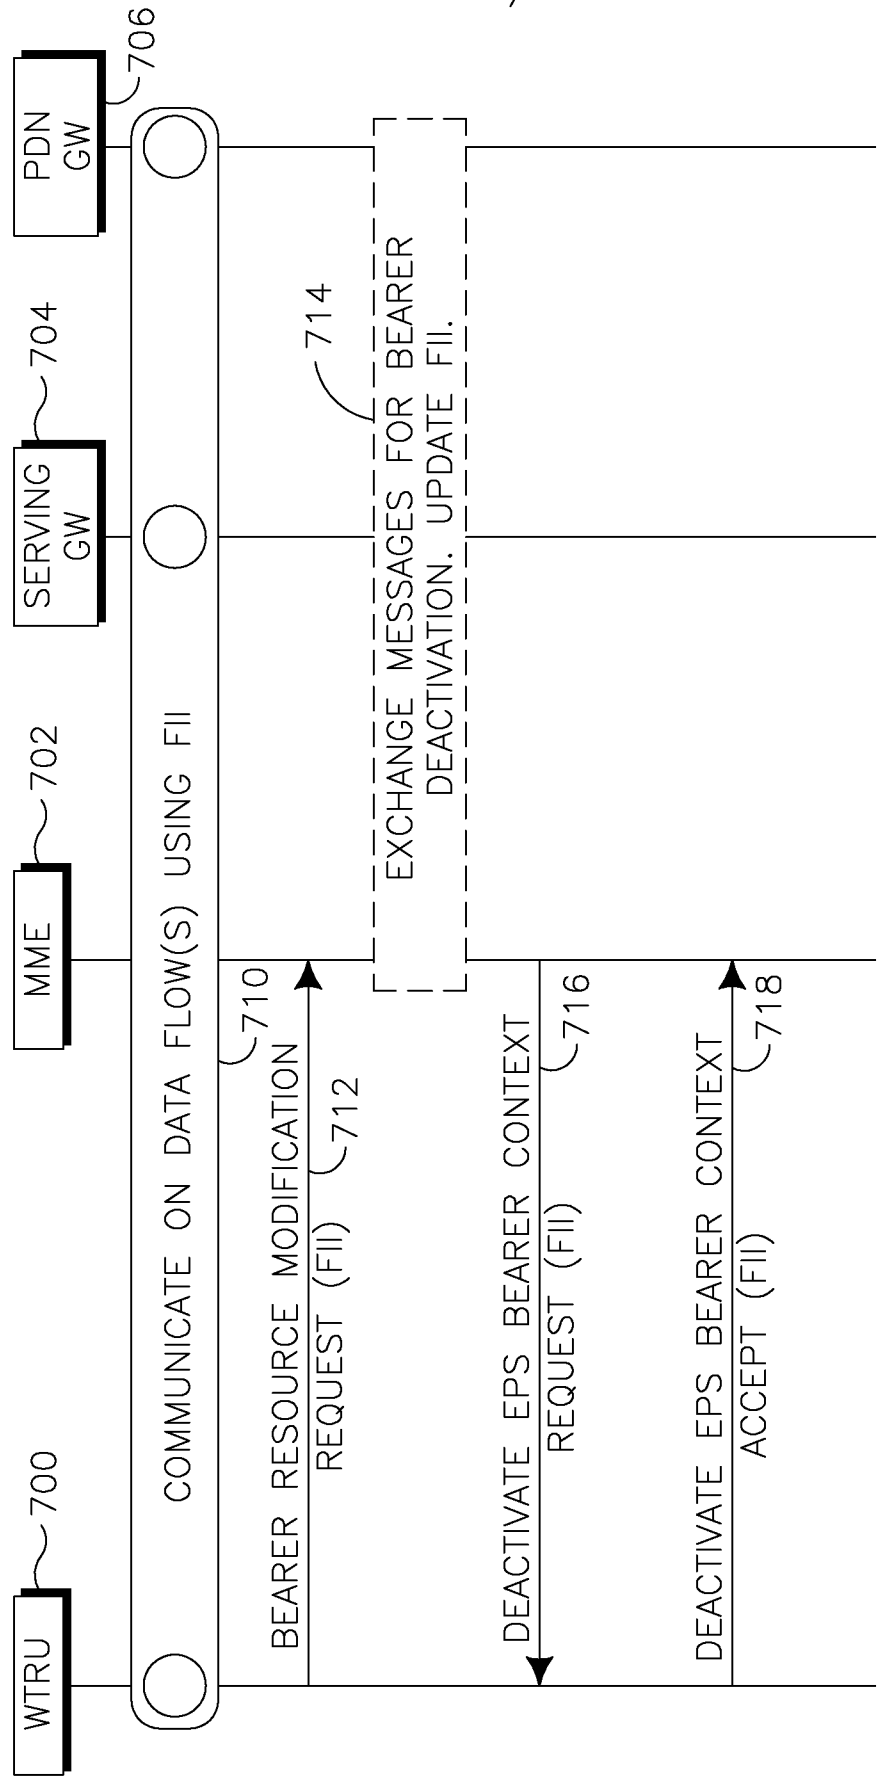 WTRU
700
MME
702
SERVING
GW
704
PDN
GW
706
COMMUNICATE ON DATA FLOW(S) USING FII
710
BEARER RESOURCE MODIFICATION
REQUEST (FII)
712
714
EXCHANGE MESSAGES FOR BEARER
DEACTIVATION. UPDATE FII.
DEACTIVATE EPS BEARER CONTEXT
REQUEST (FII)
716
DEACTIVATE EPS BEARER CONTEXT
ACCEPT (FII)
718